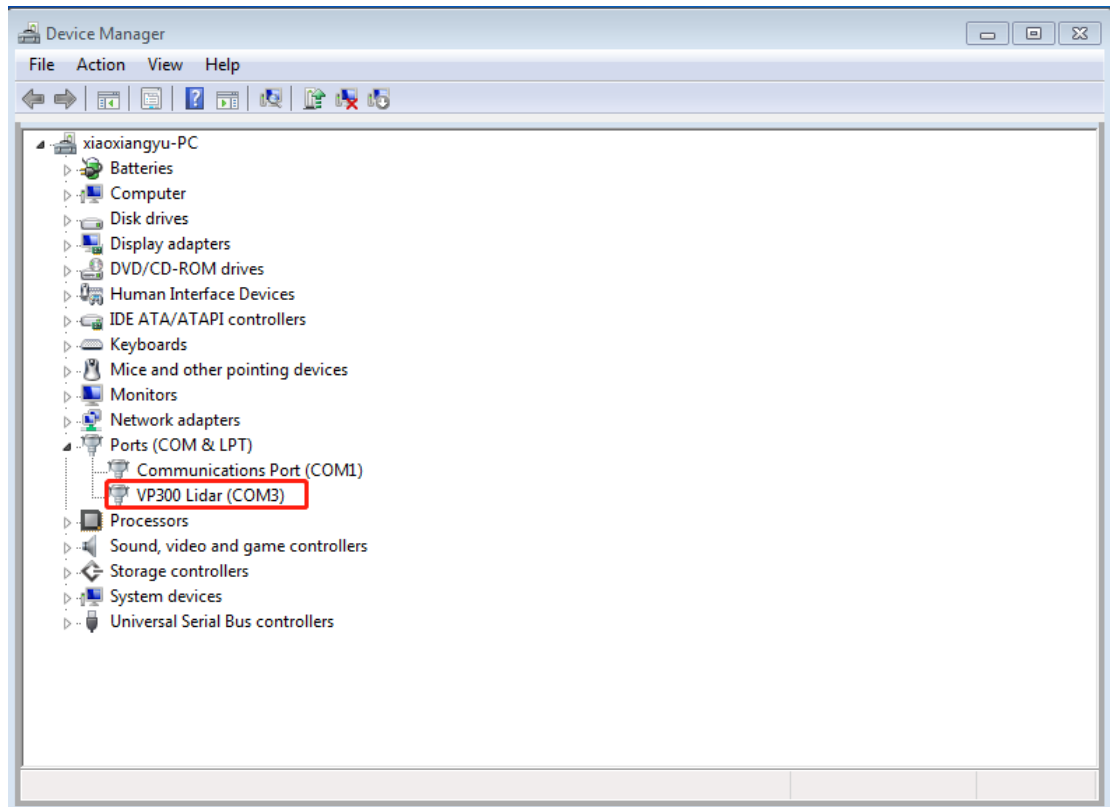 Device Manager
File Action View Help
xiaoxiangyu-PC
Batteries
Computer
Disk drives
Display adapters
DVD/CD-ROM drives
Human Interface Devices
IDE ATA/ATAPI controllers
Keyboards
Mice and other pointing devices
Monitors
Network adapters
Ports (COM & LPT)
Communications Port (COM1)
VP300 Lidar (COM3)
Processors
Sound, video and game controllers
Storage controllers
System devices
Universal Serial Bus controllers